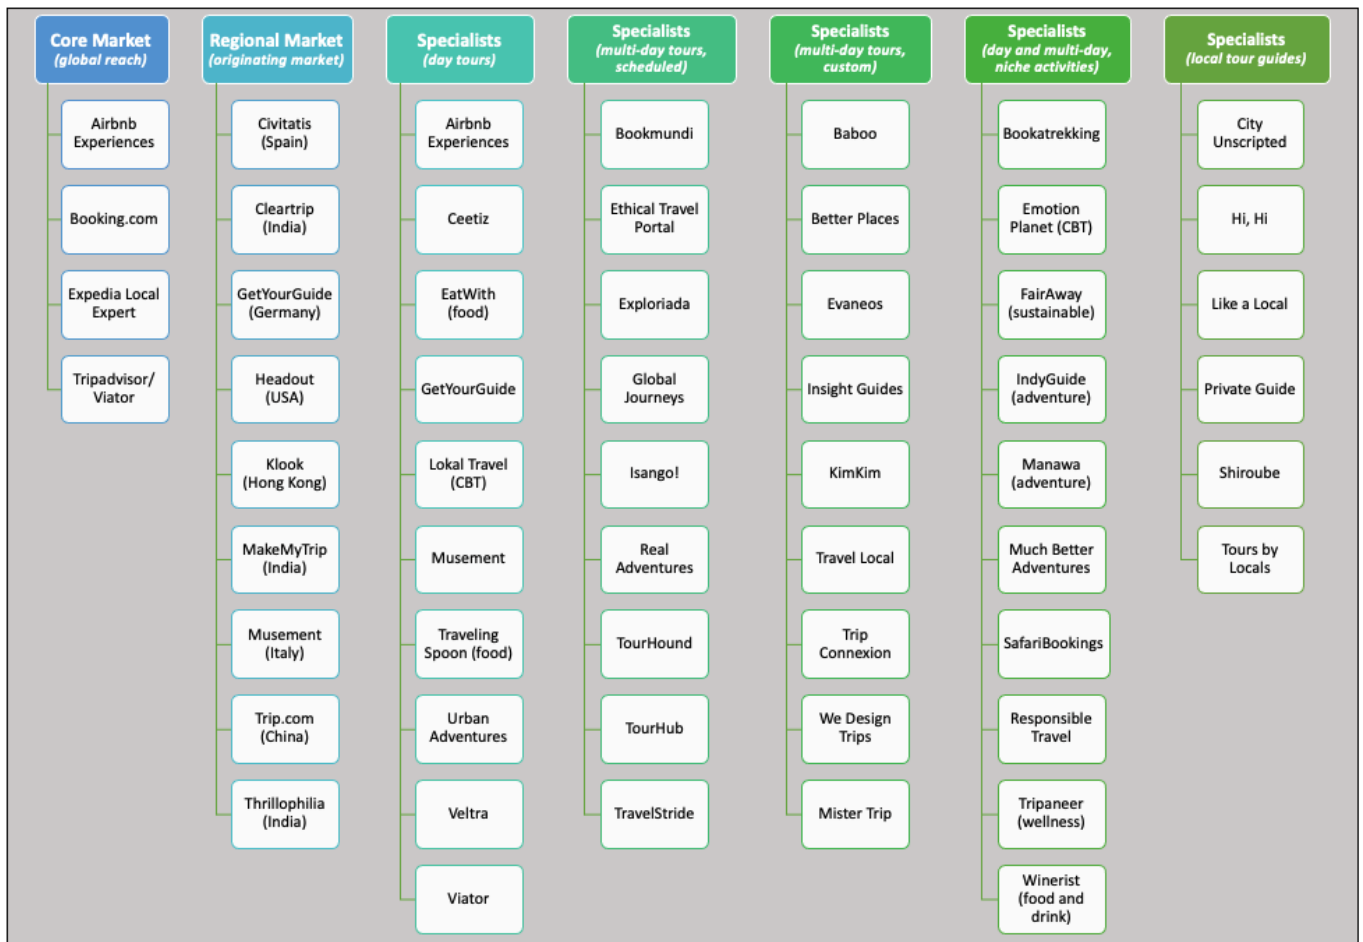 Core Market
(global reach)
Airbnb
Experiences
Booking.com
Expedia Local
Expert
Tripadvisor/
Viator
Regional Market
(originating market)
Civitatis
(Spain)
Cleartrip
(India)
GetYourGuide
(Germany)
Headout
(USA)
Klook
(Hong Kong)
MakeMyTrip
(India)
Musement
(Italy)
Trip.com
(China)
Thrillophilia
(India)
Specialists
(day tours)
Airbnb
Experiences
Ceetiz
EatWith
(food)
GetYourGuide
Lokal Travel
(CBT)
Musement
Traveling
Spoon (food)
Urban
Adventures
Veltra
Viator
Specialists
(multi-day tours,
scheduled)
Bookmundi
Ethical Travel
Portal
Exploriada
Global
Journeys
Isango!
Real
Adventures
TourHound
TourHub
TravelStride
Specialists
(multi-day tours,
custom)
Baboo
Better Places
Evaneos
Insight Guides
KimKim
Travel Local
Trip
Connexion
We Design
Trips
Mister Trip
Specialists
(day and multi-day,
niche activities)
Bookatrekking
Emotion
Planet (CBT)
FairAway
(sustainable)
IndyGuide
(adventure)
Manawa
(adventure)
Much Better
Adventures
SafariBookings
Responsible
Travel
Tripaneer
(wellness)
Winerist
(food and
drink)
Specialists
(local tour guides)
City
Unscripted
Hi, Hi
Like a Local
Private Guide
Shiroube
Tours by
Locals